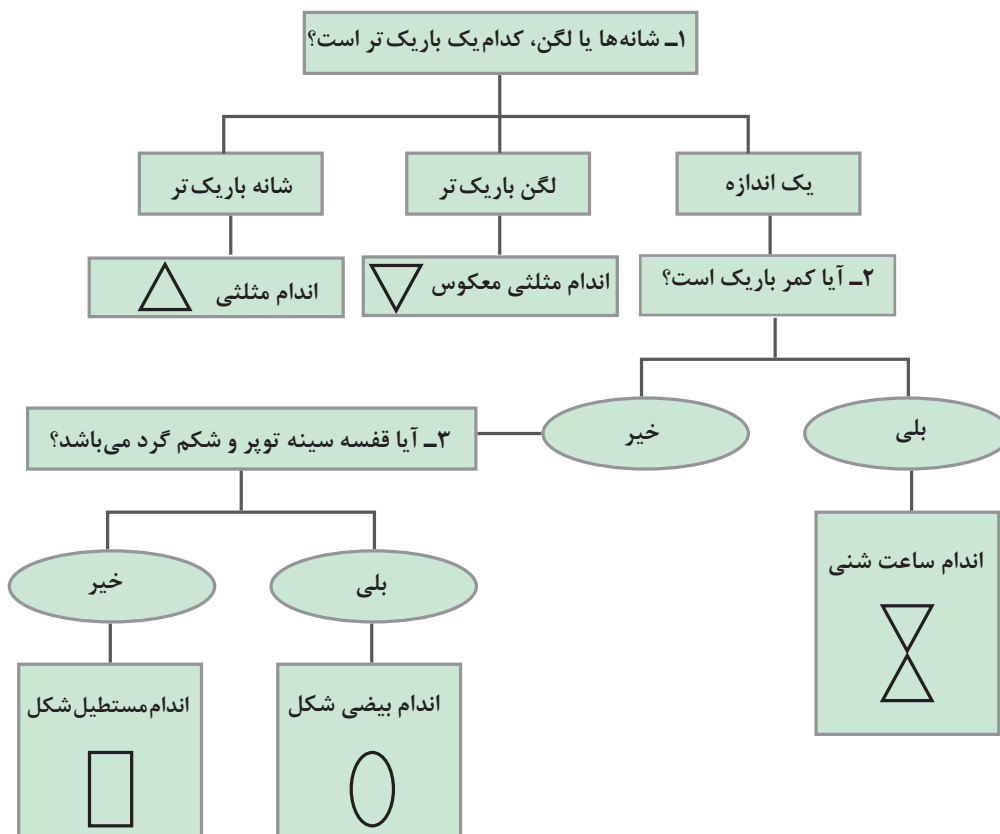 ۱ـ شانه‌ها یا لگن، کدام یک باریک تر است؟
یک اندازه
لگن باریک تر
شانه باریک تر
۲ـ آیا کمر باریک است؟
اندام مثلثی معکوس
اندام مثلثی
بلی
خیر
۳ـ آیا قفسه سینه توپر و شکم گرد می‌باشد؟
اندام ساعت شنی
بلی
خیر
اندام بیضی شکل
اندام مستطیل شکل